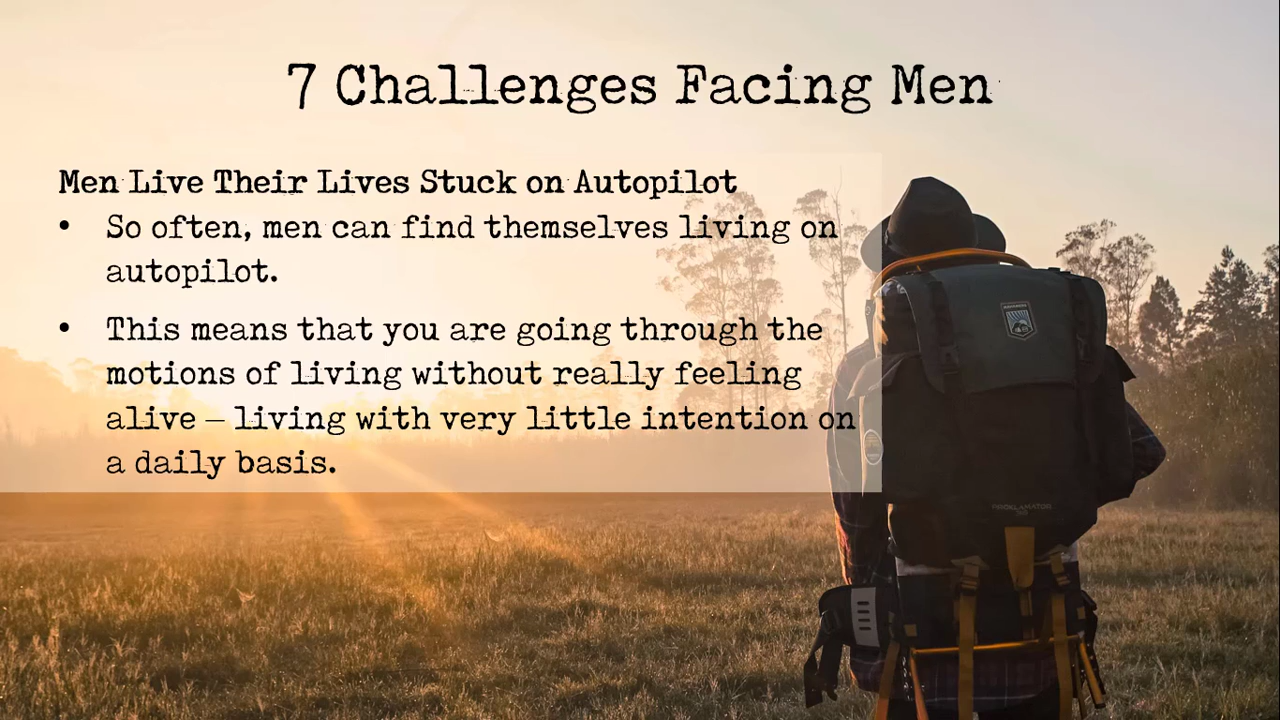 7 Challenges Facing Men
Men Live Their Lives Stuck on Autopilot
• So often, men can find themselves living on
autopilot.
• This means that you are going through the
motions of living without really feeling
alive – living with very little intention on
a daily basis.